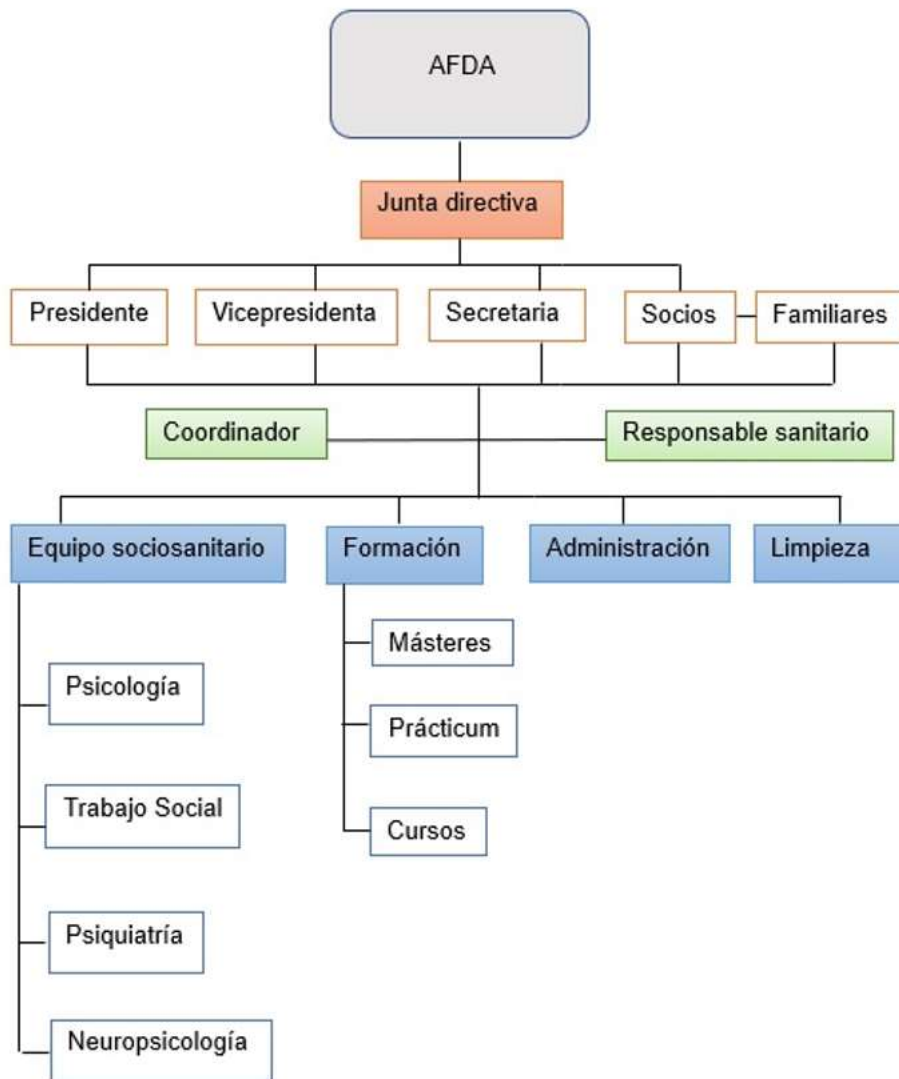 AFDA
Junta directiva
Presidente
Vicepresidenta
Secretaria
Socios
Familiares
Coordinador
Responsable sanitario
Equipo sociosanitario
Formación
Administración
Limpieza
Psicología
Trabajo Social
Psiquiatría
Neuropsicología
Másteres
Prácticum
Cursos